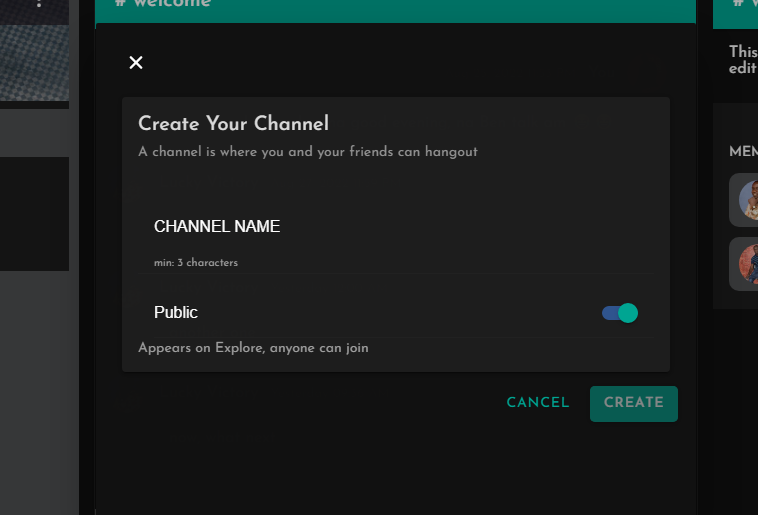 # welcome
This
edit
Create Your Channel
A channel is where you and your friends can hangout
CHANNEL NAME
min: 3 characters
Public
Appears on Explore, anyone can join
CANCEL
CREATE